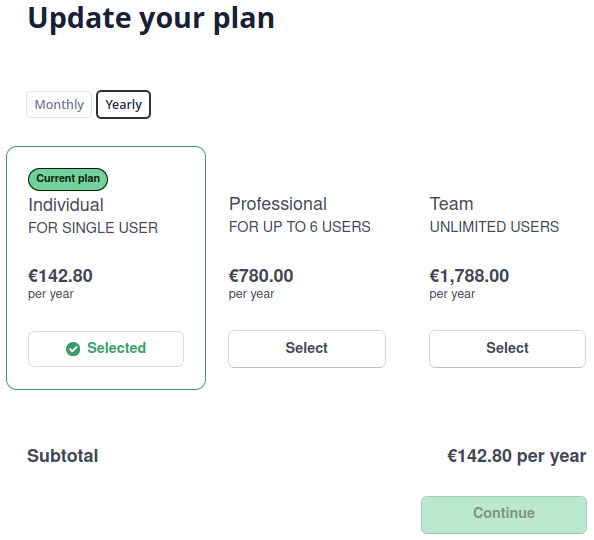 Update your plan
Monthly Yearly
Current plan
Individual
FOR SINGLE USER
€142.80
per year
Selected
Professional
FOR UP TO 6 USERS
€780.00
per year
Select
Team
UNLIMITED USERS
€1,788.00
per year
Select
Subtotal €142.80 per year
Continue